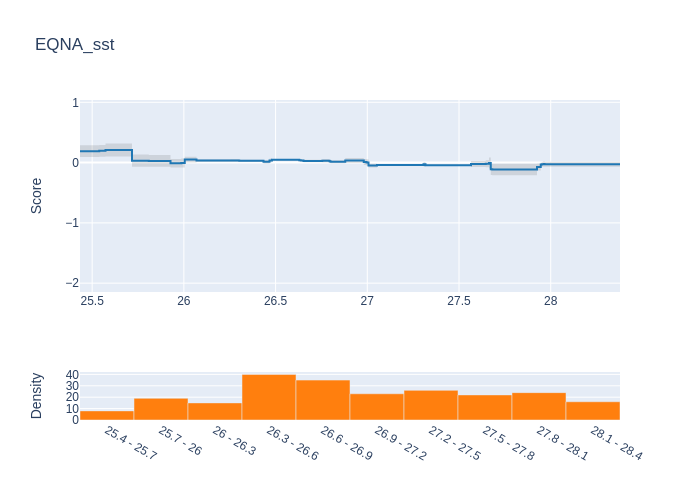 EQNA_sst
1
0
−1
−2
Score
25.5 26 26.5 27 27.5 28
40
30
20
10
0
Density
25.4 - 25.7
25.7 - 26
26 - 26.3
26.3 - 26.6
26.6 - 26.9
26.9 - 27.2
27.2 - 27.5
27.5 - 27.8
27.8 - 28.1
28.1 - 28.4